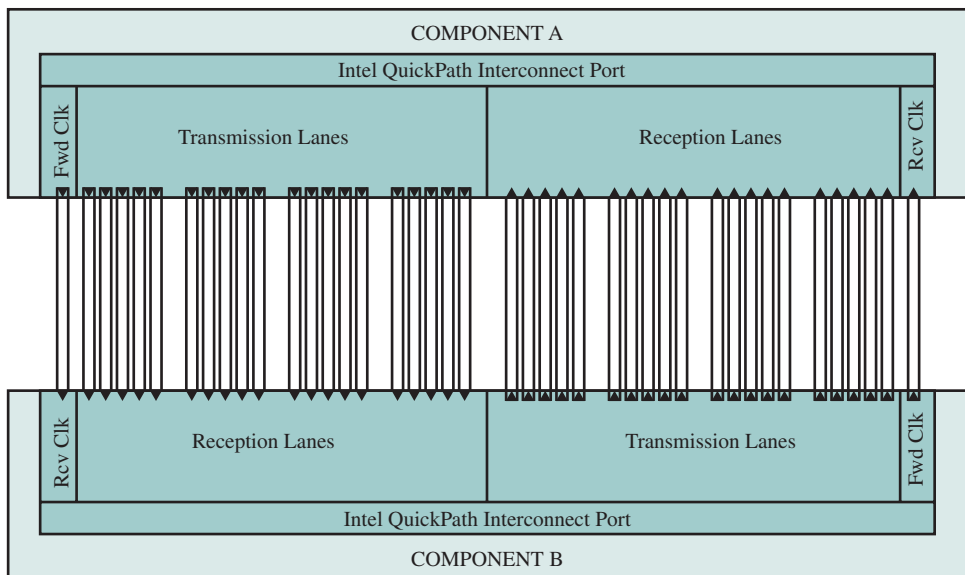 COMPONENT A
Intel QuickPath Interconnect Port
Fwd Clk
Transmission Lanes
Reception Lanes
Rcv Clk
Rcv Clk
Reception Lanes
Transmission Lanes
Fwd Clk
Intel QuickPath Interconnect Port
COMPONENT B